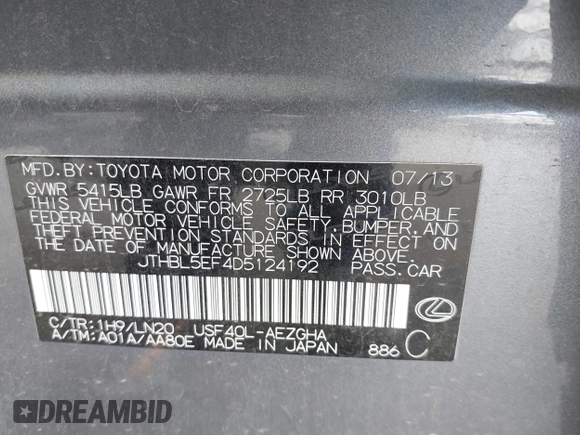 MFD.BY:TOYOTA MOTOR CORPORATION 07/13
GVWR 5415LB GAWR FR 2725LB RR 3010LB
THIS VEHICLE CONFORMS TO ALL APPLICABLE
FEDERAL MOTOR VEHICLE SAFETY,BUMPER,AND
THEFT PREVENTION STANDARDS IN EFFECT ON
THE DATE OF MANUFACTURE SHOWN ABOVE.
JTHBL5EF4D5124192 PASS.CAR
C/TR:1H9/LN20 USF40L-AEZGHA
A/TM:A01A/AA80E MADE IN JAPAN 886 C
DREAMBID